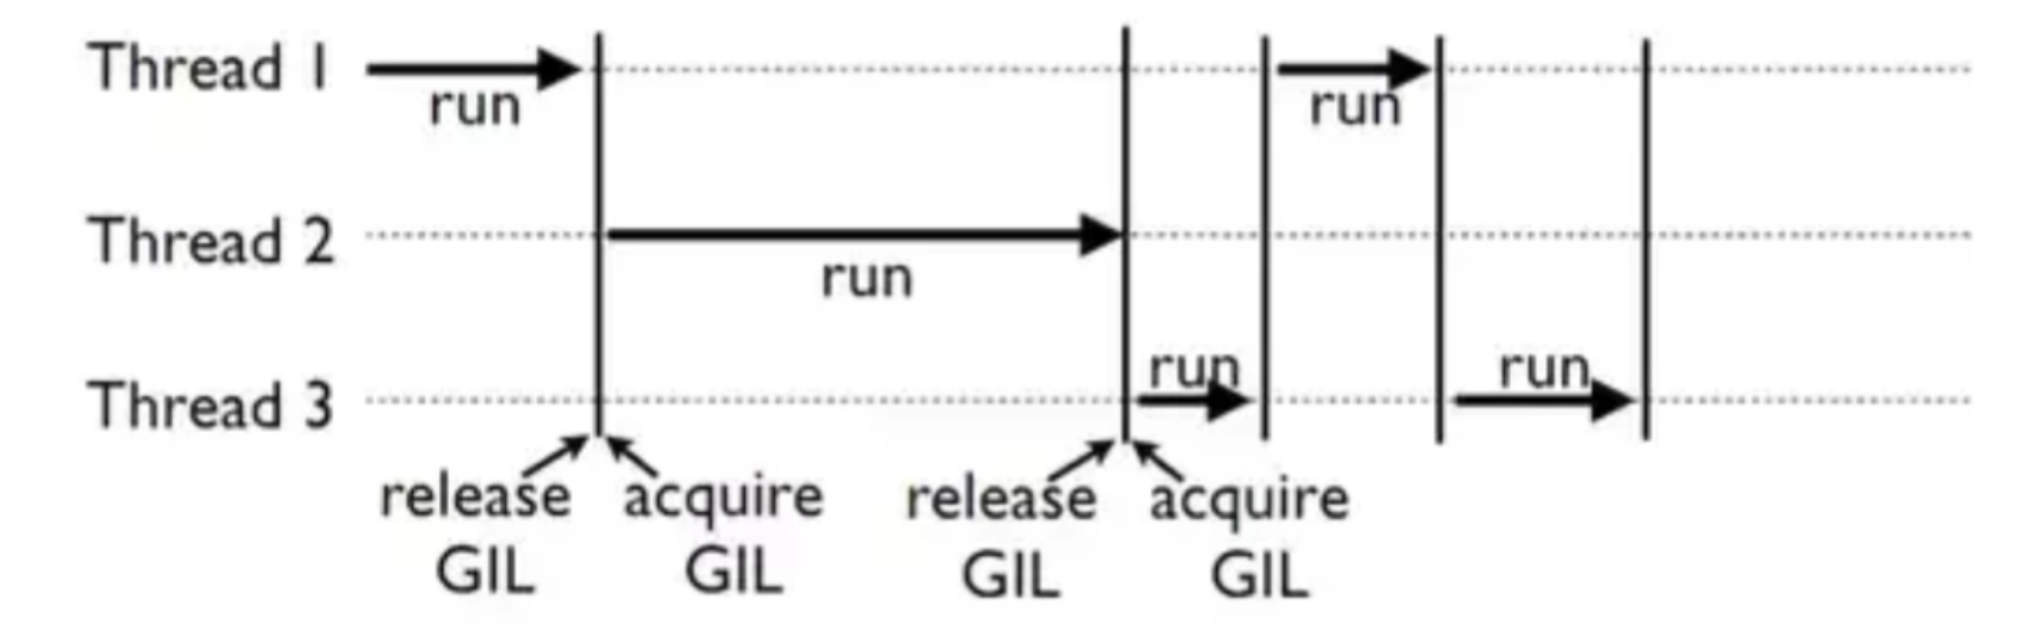 Thread 1
run
run
Thread 2
run
Thread 3
run
run
release
GIL
acquire
GIL
release
GIL
acquire
GIL